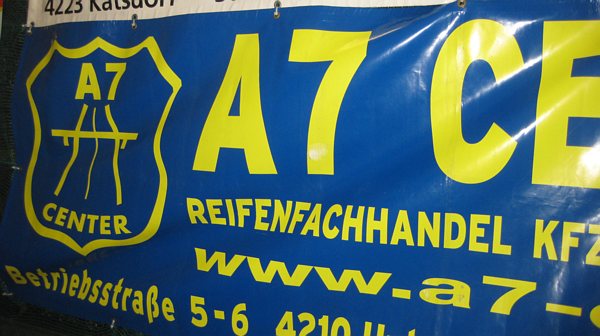 4223 Katsdorf
A7
CENTER
A7 CE
REIFENFACHHANDEL KFZ
www.a7-
Betriebsstraße 5-6 4210